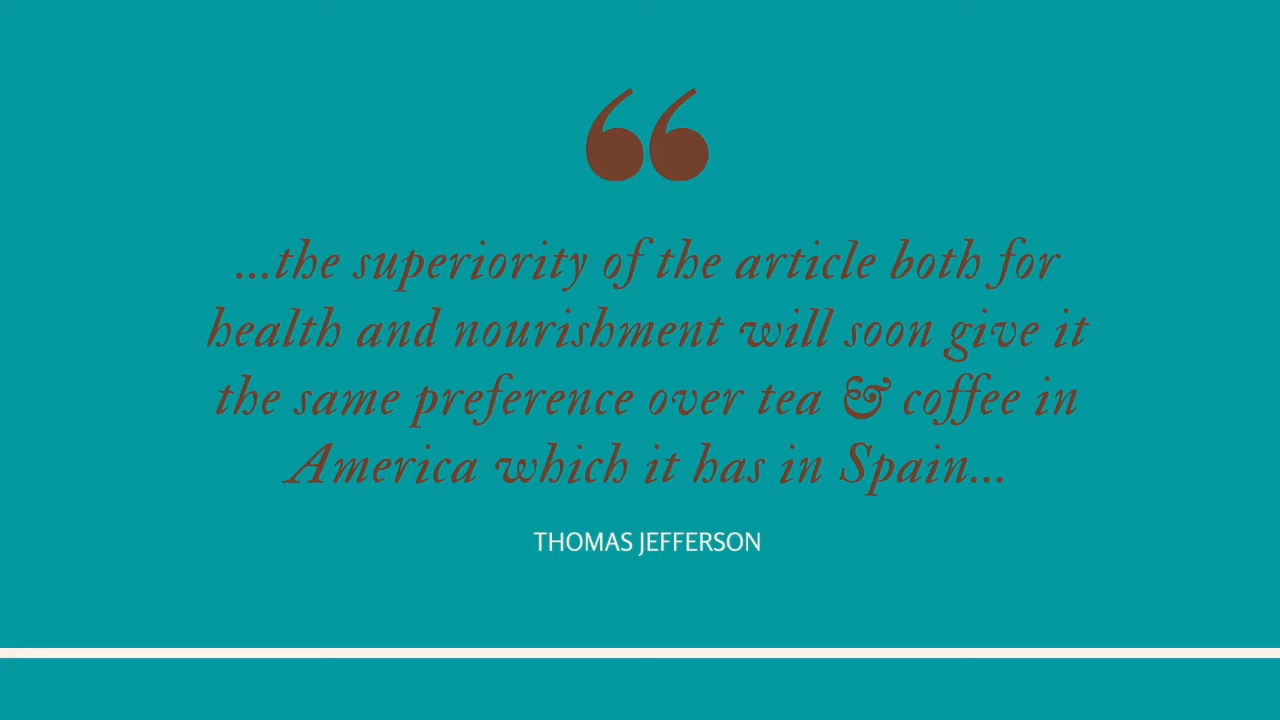 “
...the superiority of the article both for
health and nourishment will soon give it
the same preference over tea & coffee in
America which it has in Spain...
THOMAS JEFFERSON